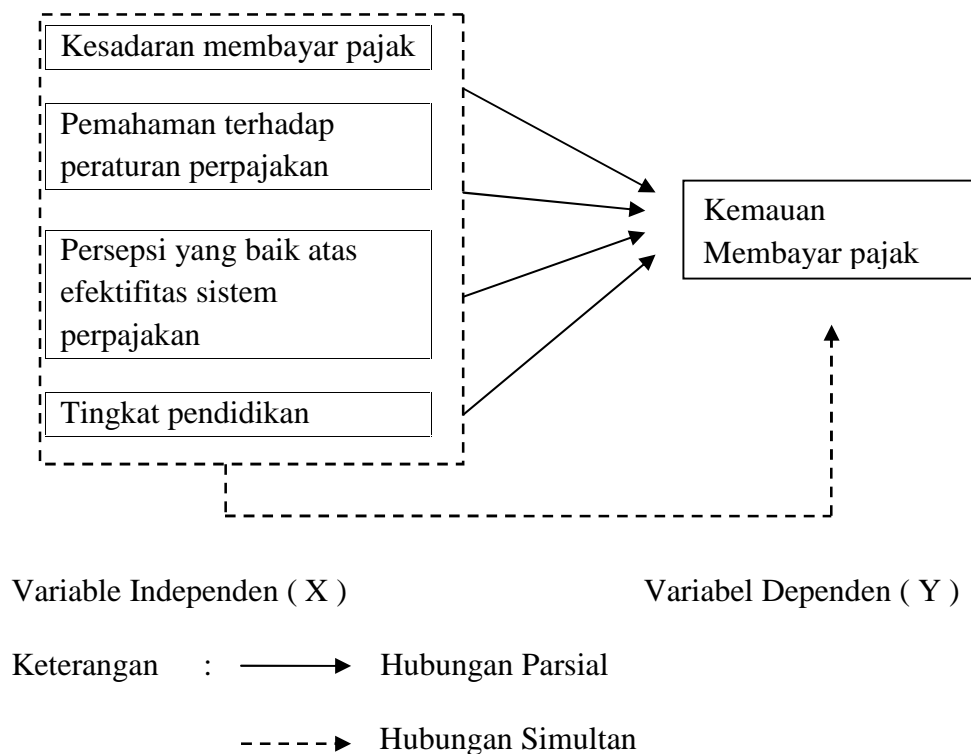 Kesadaran membayar pajak
Pemahaman terhadap
peraturan perpajakan
Persepsi yang baik atas
efektifitas sistem
perpajakan
Tingkat pendidikan
Kemauan
Membayar pajak
Variable Independen ( X )
Variabel Dependen ( Y )
Keterangan : Hubungan Parsial
Hubungan Simultan